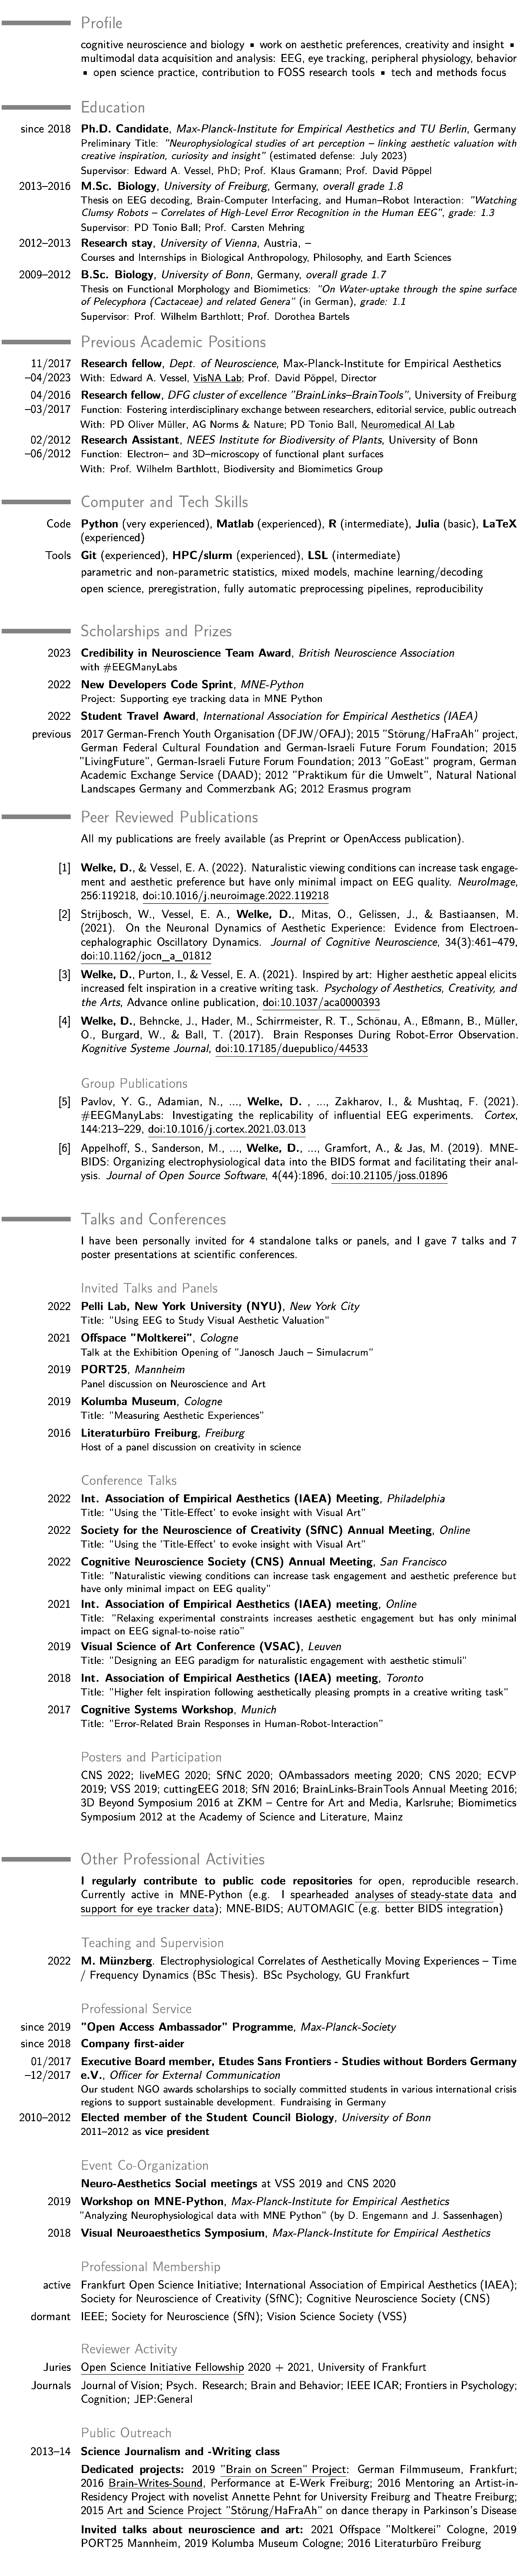 Profile
cognitive neuroscience and biology ▪ work on aesthetic preferences, creativity and insight ▪
multimodal data acquisition and analysis: EEG, eye tracking, peripheral physiology, behavior
▪ open science practice, contribution to FOSS research tools ▪ tech and methods focus
Education
since 2018 Ph.D. Candidate, Max-Planck-Institute for Empirical Aesthetics and TU Berlin, Germany
Preliminary Title: "Neurophysiological studies of art perception – linking aesthetic valuation with
creative inspiration, curiosity and insight" (estimated defense: July 2023)
Supervisor: Edward A. Vessel, PhD; Prof. Klaus Gramann; Prof. David Pöppel
2013–2016 M.Sc. Biology, University of Freiburg, Germany, overall grade 1.8
Thesis on EEG decoding, Brain-Computer Interfacing, and Human–Robot Interaction: "Watching
Clumsy Robots – Correlates of High-Level Error Recognition in the Human EEG", grade: 1.3
Supervisor: PD Tonio Ball; Prof. Carsten Mehring
2012–2013 Research stay, University of Vienna, Austria, –
Courses and Internships in Biological Anthropology, Philosophy, and Earth Sciences
2009–2012 B.Sc. Biology, University of Bonn, Germany, overall grade 1.7
Thesis on Functional Morphology and Biomimetics: "On Water-uptake through the spine surface
of Pelecyphora (Cactaceae) and related Genera" (in German), grade: 1.1
Supervisor: Prof. Wilhelm Barthlott; Prof. Dorothea Bartels
Previous Academic Positions
11/2017 Research fellow, Dept. of Neuroscience, Max-Planck-Institute for Empirical Aesthetics
–04/2023 With: Edward A. Vessel, VisNA Lab; Prof. David Pöppel, Director
04/2016 Research fellow, DFG cluster of excellence "BrainLinks–BrainTools", University of Freiburg
–03/2017 Function: Fostering interdisciplinary exchange between researchers, editorial service, public outreach
With: PD Oliver Müller, AG Norms & Nature; PD Tonio Ball, Neuromedical AI Lab
02/2012 Research Assistant, NEES Institute for Biodiversity of Plants, University of Bonn
–06/2012 Function: Electron– and 3D–microscopy of functional plant surfaces
With: Prof. Wilhelm Barthlott, Biodiversity and Biomimetics Group
Computer and Tech Skills
Code Python (very experienced), Matlab (experienced), R (intermediate), Julia (basic), LaTeX
(experienced)
Tools Git (experienced), HPC/slurm (experienced), LSL (intermediate)
parametric and non-parametric statistics, mixed models, machine learning/decoding
open science, preregistration, fully automatic preprocessing pipelines, reproducibility
Scholarships and Prizes
2023 Credibility in Neuroscience Team Award, British Neuroscience Association
with #EEGManyLabs
2022 New Developers Code Sprint, MNE-Python
Project: Supporting eye tracking data in MNE Python
2022 Student Travel Award, International Association for Empirical Aesthetics (IAEA)
previous 2017 German-French Youth Organisation (DFJW/OFAJ); 2015 "Störung/HaFraAh" project,
German Federal Cultural Foundation and German-Israeli Future Forum Foundation; 2015
"LivingFuture", German-Israeli Future Forum Foundation; 2013 "GoEast" program, German
Academic Exchange Service (DAAD); 2012 "Praktikum für die Umwelt", Natural National
Landscapes Germany and Commerzbank AG; 2012 Erasmus program
Peer Reviewed Publications
All my publications are freely available (as Preprint or OpenAccess publication).
[1] Welke, D., & Vessel, E. A. (2022). Naturalistic viewing conditions can increase task engage-
ment and aesthetic preference but have only minimal impact on EEG quality. NeuroImage,
256:119218, doi:10.1016/j.neuroimage.2022.119218
[2] Strijbosch, W., Vessel, E. A., Welke, D., Mitas, O., Gelissen, J., & Bastiaansen, M.
(2021). On the Neuronal Dynamics of Aesthetic Experience: Evidence from Electroen-
cephalographic Oscillatory Dynamics. Journal of Cognitive Neuroscience, 34(3):461–479,
doi:10.1162/jocn_a_01812
[3] Welke, D., Purton, I., & Vessel, E. A. (2021). Inspired by art: Higher aesthetic appeal elicits
increased felt inspiration in a creative writing task. Psychology of Aesthetics, Creativity, and
the Arts, Advance online publication, doi:10.1037/aca0000393
[4] Welke, D., Behncke, J., Hader, M., Schirrmeister, R. T., Schönau, A., Eßmann, B., Müller,
O., Burgard, W., & Ball, T. (2017). Brain Responses During Robot-Error Observation.
Kognitive Systeme Journal, doi:10.17185/duepublico/44533
Group Publications
[5] Pavlov, Y. G., Adamian, N., ..., Welke, D. , ..., Zakharov, I., & Mushtaq, F. (2021).
#EEGManyLabs: Investigating the replicability of influential EEG experiments. Cortex,
144:213–229, doi:10.1016/j.cortex.2021.03.013
[6] Appelhoff, S., Sanderson, M., ..., Welke, D., ..., Gramfort, A., & Jas, M. (2019). MNE-
BIDS: Organizing electrophysiological data into the BIDS format and facilitating their anal-
ysis. Journal of Open Source Software, 4(44):1896, doi:10.21105/joss.01896
Talks and Conferences
I have been personally invited for 4 standalone talks or panels, and I gave 7 talks and 7
poster presentations at scientific conferences.
Invited Talks and Panels
2022 Pelli Lab, New York University (NYU), New York City
Title: "Using EEG to Study Visual Aesthetic Valuation"
2021 Offspace "Moltkerei", Cologne
Talk at the Exhibition Opening of "Janosch Jauch – Simulacrum"
2019 PORT25, Mannheim
Panel discussion on Neuroscience and Art
2019 Kolumba Museum, Cologne
Title: "Measuring Aesthetic Experiences"
2016 Literaturbüro Freiburg, Freiburg
Host of a panel discussion on creativity in science
Conference Talks
2022 Int. Association of Empirical Aesthetics (IAEA) Meeting, Philadelphia
Title: "Using the 'Title-Effect' to evoke insight with Visual Art"
2022 Society for the Neuroscience of Creativity (SfNC) Annual Meeting, Online
Title: "Using the 'Title-Effect' to evoke insight with Visual Art"
2022 Cognitive Neuroscience Society (CNS) Annual Meeting, San Francisco
Title: "Naturalistic viewing conditions can increase task engagement and aesthetic preference but
have only minimal impact on EEG quality"
2021 Int. Association of Empirical Aesthetics (IAEA) meeting, Online
Title: "Relaxing experimental constraints increases aesthetic engagement but has only minimal
impact on EEG signal-to-noise ratio"
2019 Visual Science of Art Conference (VSAC), Leuven
Title: "Designing an EEG paradigm for naturalistic engagement with aesthetic stimuli"
2018 Int. Association of Empirical Aesthetics (IAEA) meeting, Toronto
Title: "Higher felt inspiration following aesthetically pleasing prompts in a creative writing task"
2017 Cognitive Systems Workshop, Munich
Title: "Error-Related Brain Responses in Human-Robot-Interaction"
Posters and Participation
CNS 2022; liveMEG 2020; SfNC 2020; OAmbassadors meeting 2020; CNS 2020; ECVP
2019; VSS 2019; cuttingEEG 2018; SfN 2016; BrainLinks-BrainTools Annual Meeting 2016;
3D Beyond Symposium 2016 at ZKM – Centre for Art and Media, Karlsruhe; Biomimetics
Symposium 2012 at the Academy of Science and Literature, Mainz
Other Professional Activities
I regularly contribute to public code repositories for open, reproducible research.
Currently active in MNE-Python (e.g. I spearheaded analyses of steady-state data and
support for eye tracker data); MNE-BIDS; AUTOMAGIC (e.g. better BIDS integration)
Teaching and Supervision
2022 M. Münzberg. Electrophysiological Correlates of Aesthetically Moving Experiences – Time
/ Frequency Dynamics (BSc Thesis). BSc Psychology, GU Frankfurt
Professional Service
since 2019 "Open Access Ambassador" Programme, Max-Planck-Society
since 2018 Company first-aider
01/2017 Executive Board member, Etudes Sans Frontiers - Studies without Borders Germany
–12/2017 e.V., Officer for External Communication
Our student NGO awards scholarships to socially committed students in various international crisis
regions to support sustainable development. Fundraising in Germany
2010–2012 Elected member of the Student Council Biology, University of Bonn
2011–2012 as vice president
Event Co-Organization
Neuro-Aesthetics Social meetings at VSS 2019 and CNS 2020
2019 Workshop on MNE-Python, Max-Planck-Institute for Empirical Aesthetics
"Analyzing Neurophysiological data with MNE Python" (by D. Engemann and J. Sassenhagen)
2018 Visual Neuroaesthetics Symposium, Max-Planck-Institute for Empirical Aesthetics
Professional Membership
active Frankfurt Open Science Initiative; International Association of Empirical Aesthetics (IAEA);
Society for Neuroscience of Creativity (SfNC); Cognitive Neuroscience Society (CNS)
dormant IEEE; Society for Neuroscience (SfN); Vision Science Society (VSS)
Reviewer Activity
Juries Open Science Initiative Fellowship 2020 + 2021, University of Frankfurt
Journals Journal of Vision; Psych. Research; Brain and Behavior; IEEE ICAR; Frontiers in Psychology;
Cognition; JEP:General
Public Outreach
2013–14 Science Journalism and -Writing class
Dedicated projects: 2019 "Brain on Screen" Project: German Filmmuseum, Frankfurt;
2016 Brain-Writes-Sound, Performance at E-Werk Freiburg; 2016 Mentoring an Artist-in-
Residency Project with novelist Annette Pehnt for University Freiburg and Theatre Freiburg;
2015 Art and Science Project "Störung/HaFraAh" on dance therapy in Parkinson's Disease
Invited talks about neuroscience and art: 2021 Offspace "Moltkerei" Cologne, 2019
PORT25 Mannheim, 2019 Kolumba Museum Cologne; 2016 Literaturbüro Freiburg